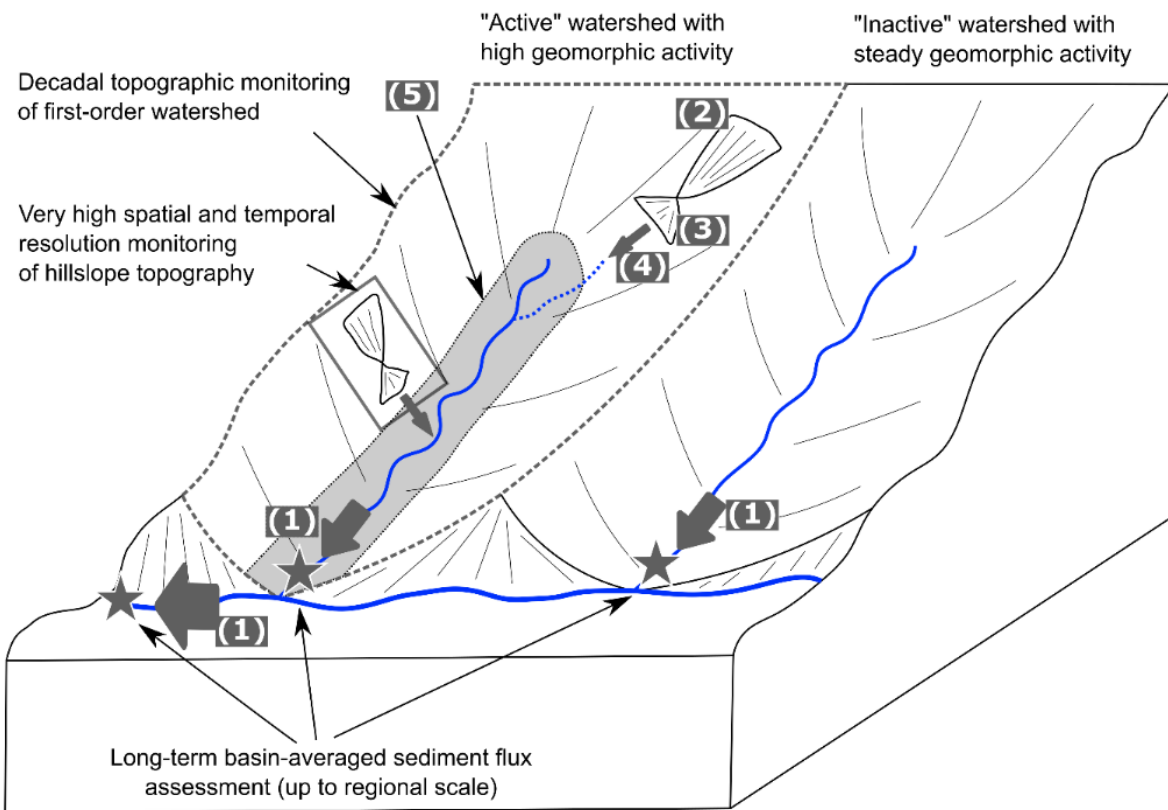 "Active" watershed with
high geomorphic activity
"Inactive" watershed with
steady geomorphic activity
Decadal topographic monitoring
of first-order watershed
(5)
(2)
Very high spatial and temporal
resolution monitoring
of hillslope topography
(3)
(4)
(1)
(1)
(1)
Long-term basin-averaged sediment flux
assessment (up to regional scale)